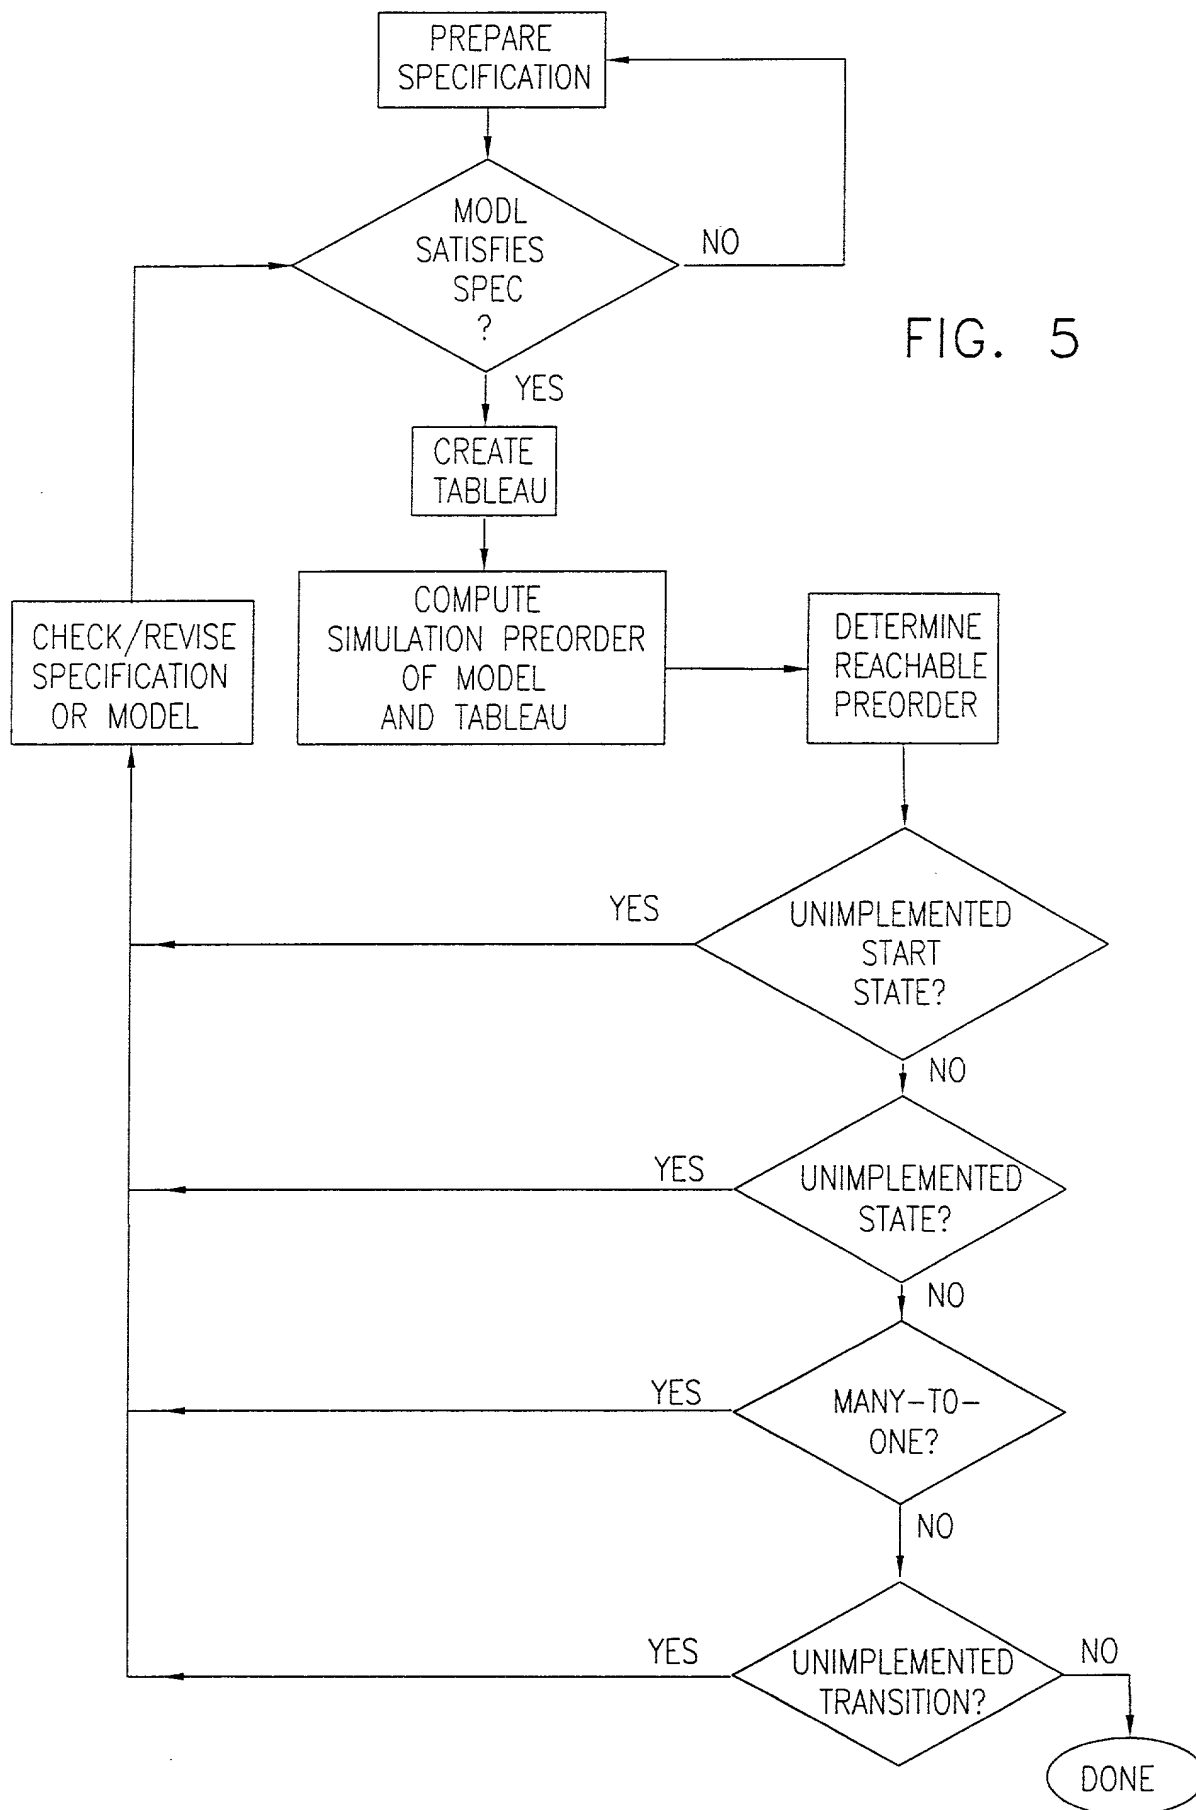 PREPARE
SPECIFICATION
MODL
SATISFIES
SPEC
?
NO
FIG. 5
YES
CREATE
TABLEAU
CHECK/REVISE
SPECIFICATION
OR MODEL
COMPUTE
SIMULATION PREORDER
OF MODEL
AND TABLEAU
DETERMINE
REACHABLE
PREORDER
YES
UNIMPLEMENTED
START
STATE?
NO
YES
UNIMPLEMENTED
STATE?
NO
YES
MANY-TO-
ONE?
NO
YES
UNIMPLEMENTED
TRANSITION?
NO
DONE